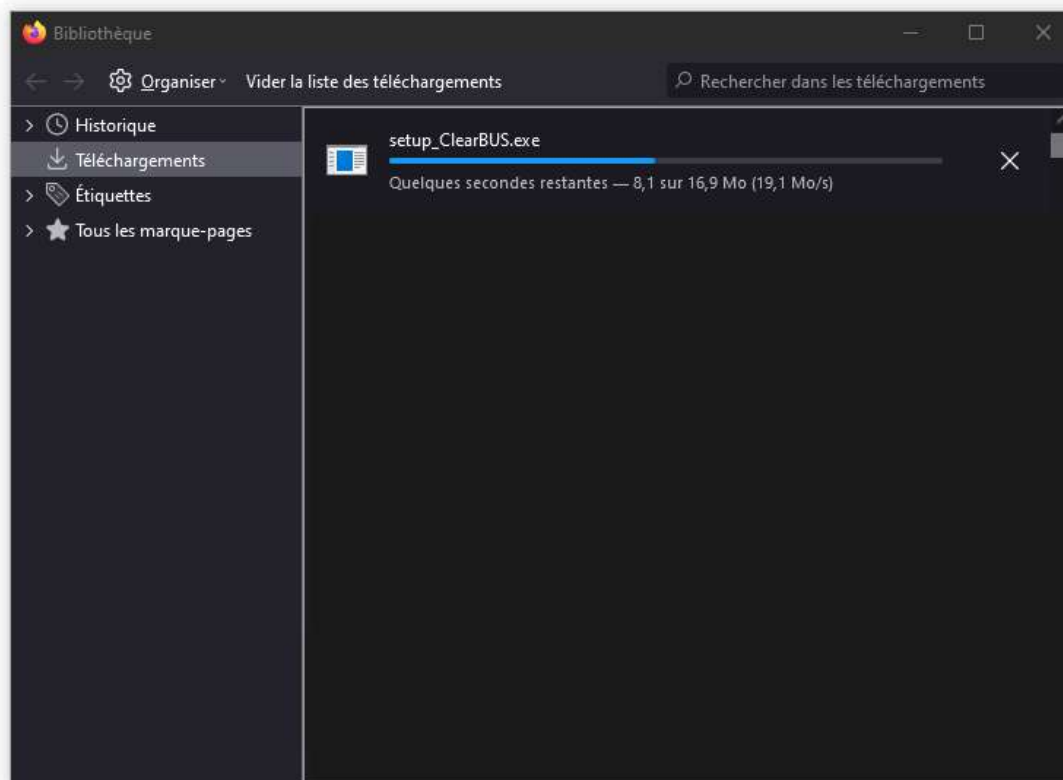 Bibliothèque
Organiser
Vider la liste des téléchargements
Rechercher dans les téléchargements
Historique
Téléchargements
Étiquettes
Tous les marque-pages
setup_ClearBUS.exe
Quelques secondes restantes — 8,1 sur 16,9 Mo (19,1 Mo/s)